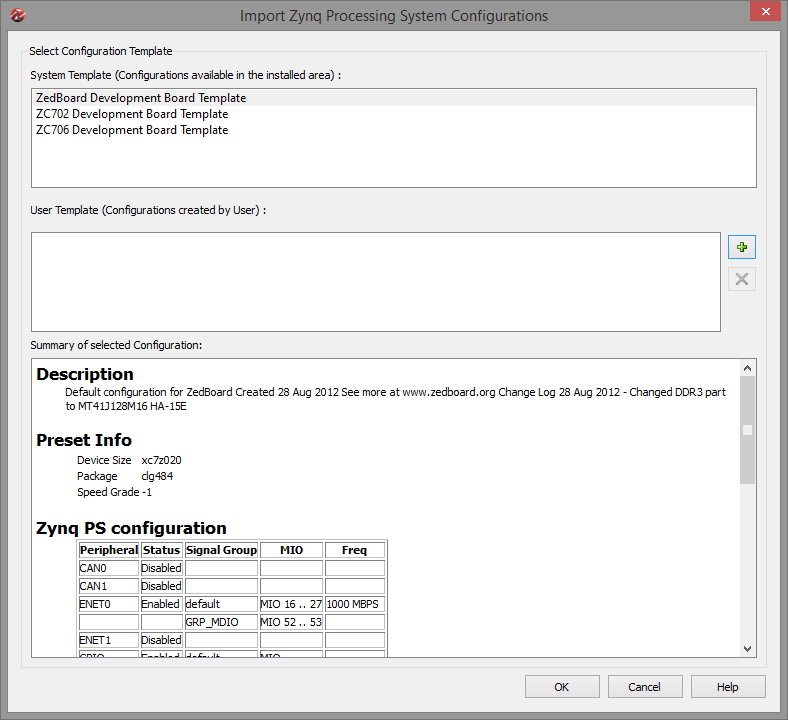 Import Zynq Processing System Configurations
Select Configuration Template
System Template (Configurations available in the installed area) :
ZedBoard Development Board Template
ZC702 Development Board Template
ZC706 Development Board Template
User Template (Configurations created by User) :
Summary of selected Configuration:
Description
Default configuration for ZedBoard Created 28 Aug 2012 See more at www.zedboard.org Change Log 28 Aug 2012 - Changed DDR3 part
to MT41J128M16 HA-15E
Preset Info
Device Size xc7z020
Package clg484
Speed Grade -1
Zynq PS configuration
Peripheral Status Signal Group MIO Freq
CAN0 Disabled
CAN1 Disabled
ENET0 Enabled default MIO 16 .. 27 1000 MBPS
GRP_MDIO MIO 52 .. 53
ENET1 Disabled
GPIO Enabled default MIO
OK Cancel Help